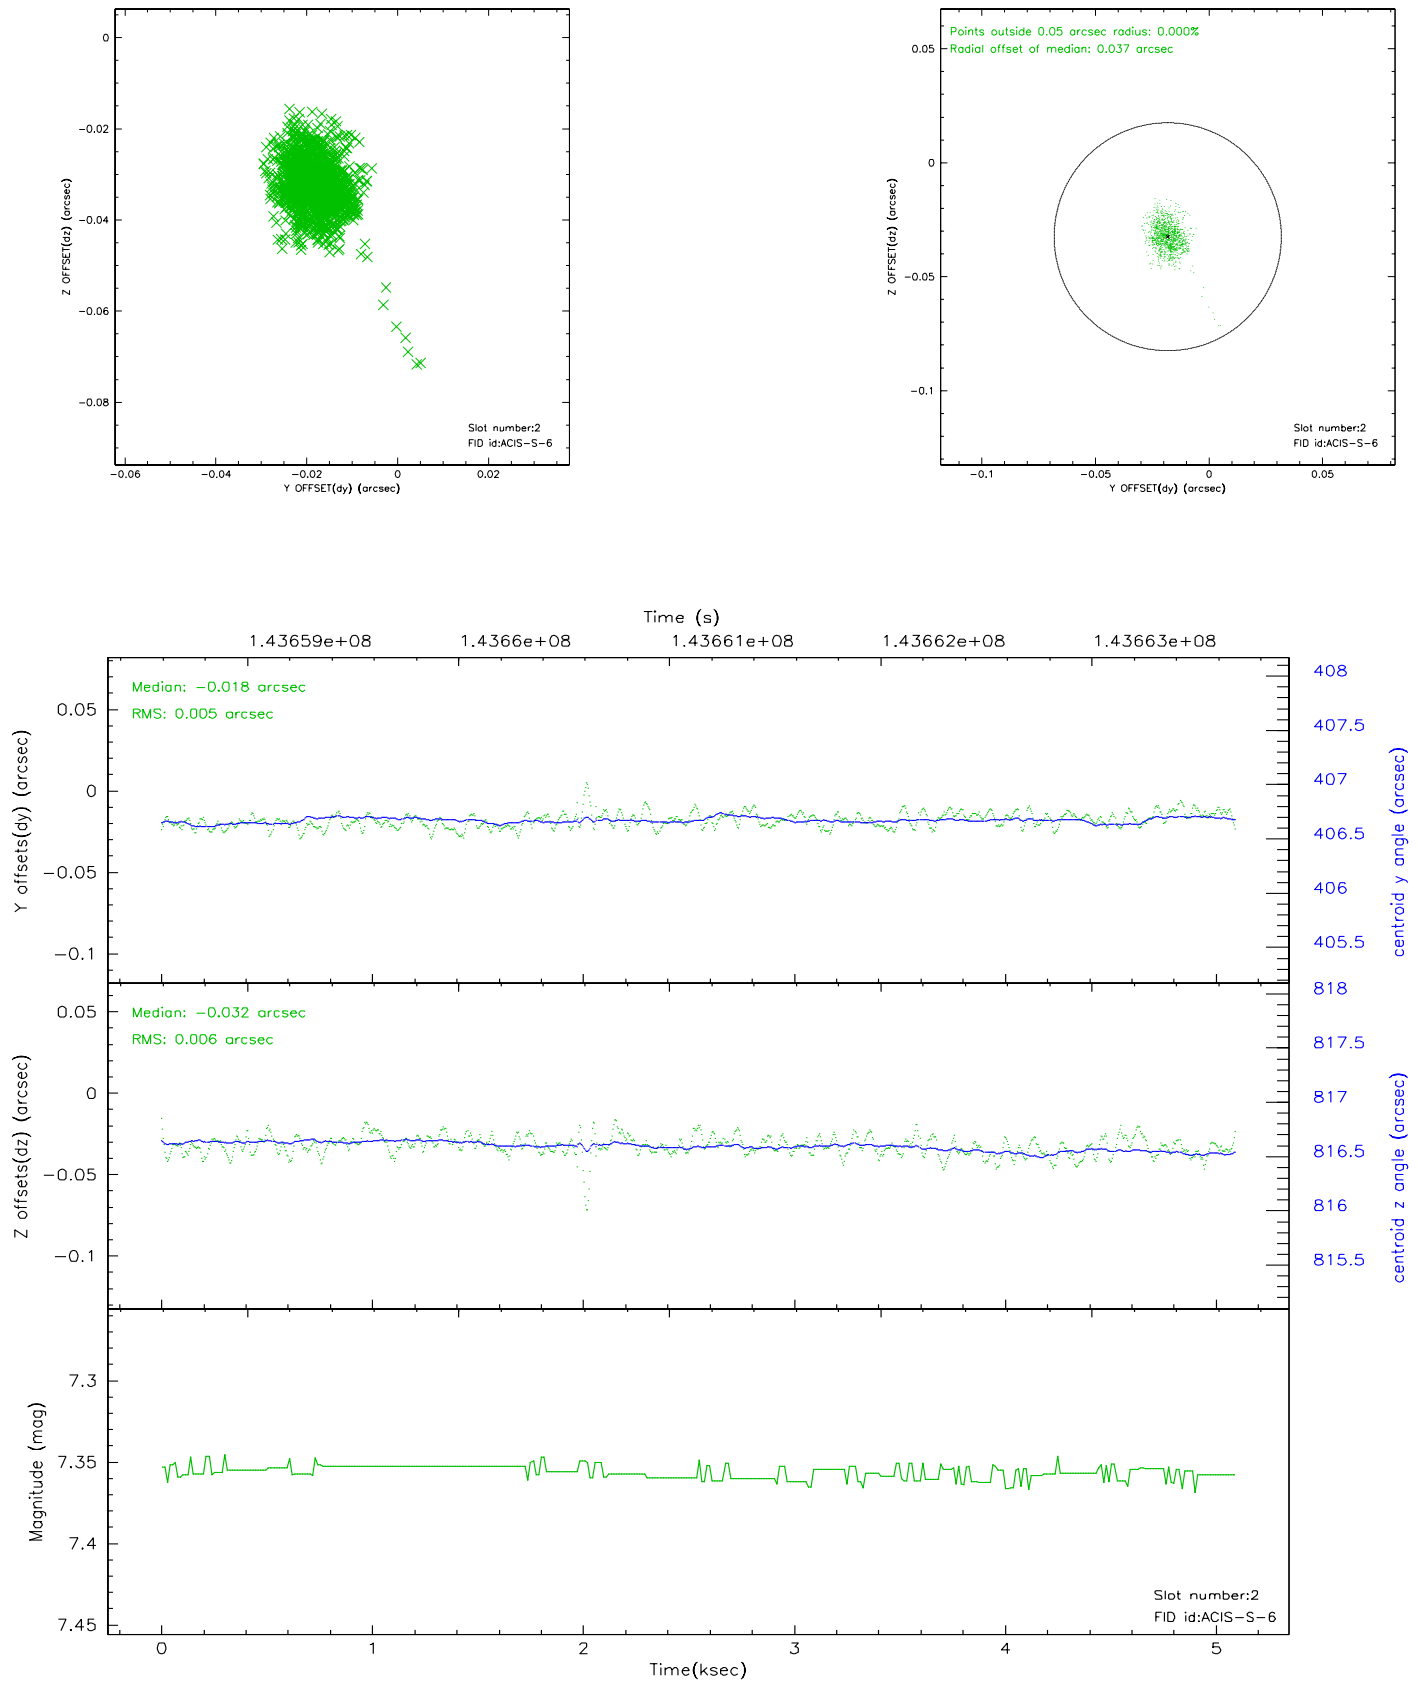 0
-0.02
-0.04
-0.06
-0.08
Z OFFSET(dz) (arcsec)
Slot number:2
FID id:ACIS-S-6
-0.06 -0.04 -0.02 0 0.02
Y OFFSET(dy) (arcsec)
Points outside 0.05 arcsec radius: 0.000%
Radial offset of median: 0.037 arcsec
0.05
0
-0.05
-0.1
Z OFFSET(dz) (arcsec)
Slot number:2
FID id:ACIS-S-6
-0.1 -0.05 0 0.05
Y OFFSET(dy) (arcsec)
Time (s)
1.43659e+08 1.4366e+08 1.43661e+08 1.43662e+08 1.43663e+08
Median: -0.018 arcsec
RMS: 0.005 arcsec
0.05
0
-0.05
-0.1
Y offsets(dy) (arcsec)
408
407.5
407
406.5
406
405.5
centroid y angle (arcsec)
Median: -0.032 arcsec
RMS: 0.006 arcsec
0.05
0
-0.05
-0.1
Z offsets(dz) (arcsec)
818
817.5
817
816.5
816
815.5
centroid z angle (arcsec)
7.3
7.35
7.4
7.45
Magnitude (mag)
Slot number:2
FID id:ACIS-S-6
0 1 2 3 4 5
Time(ksec)